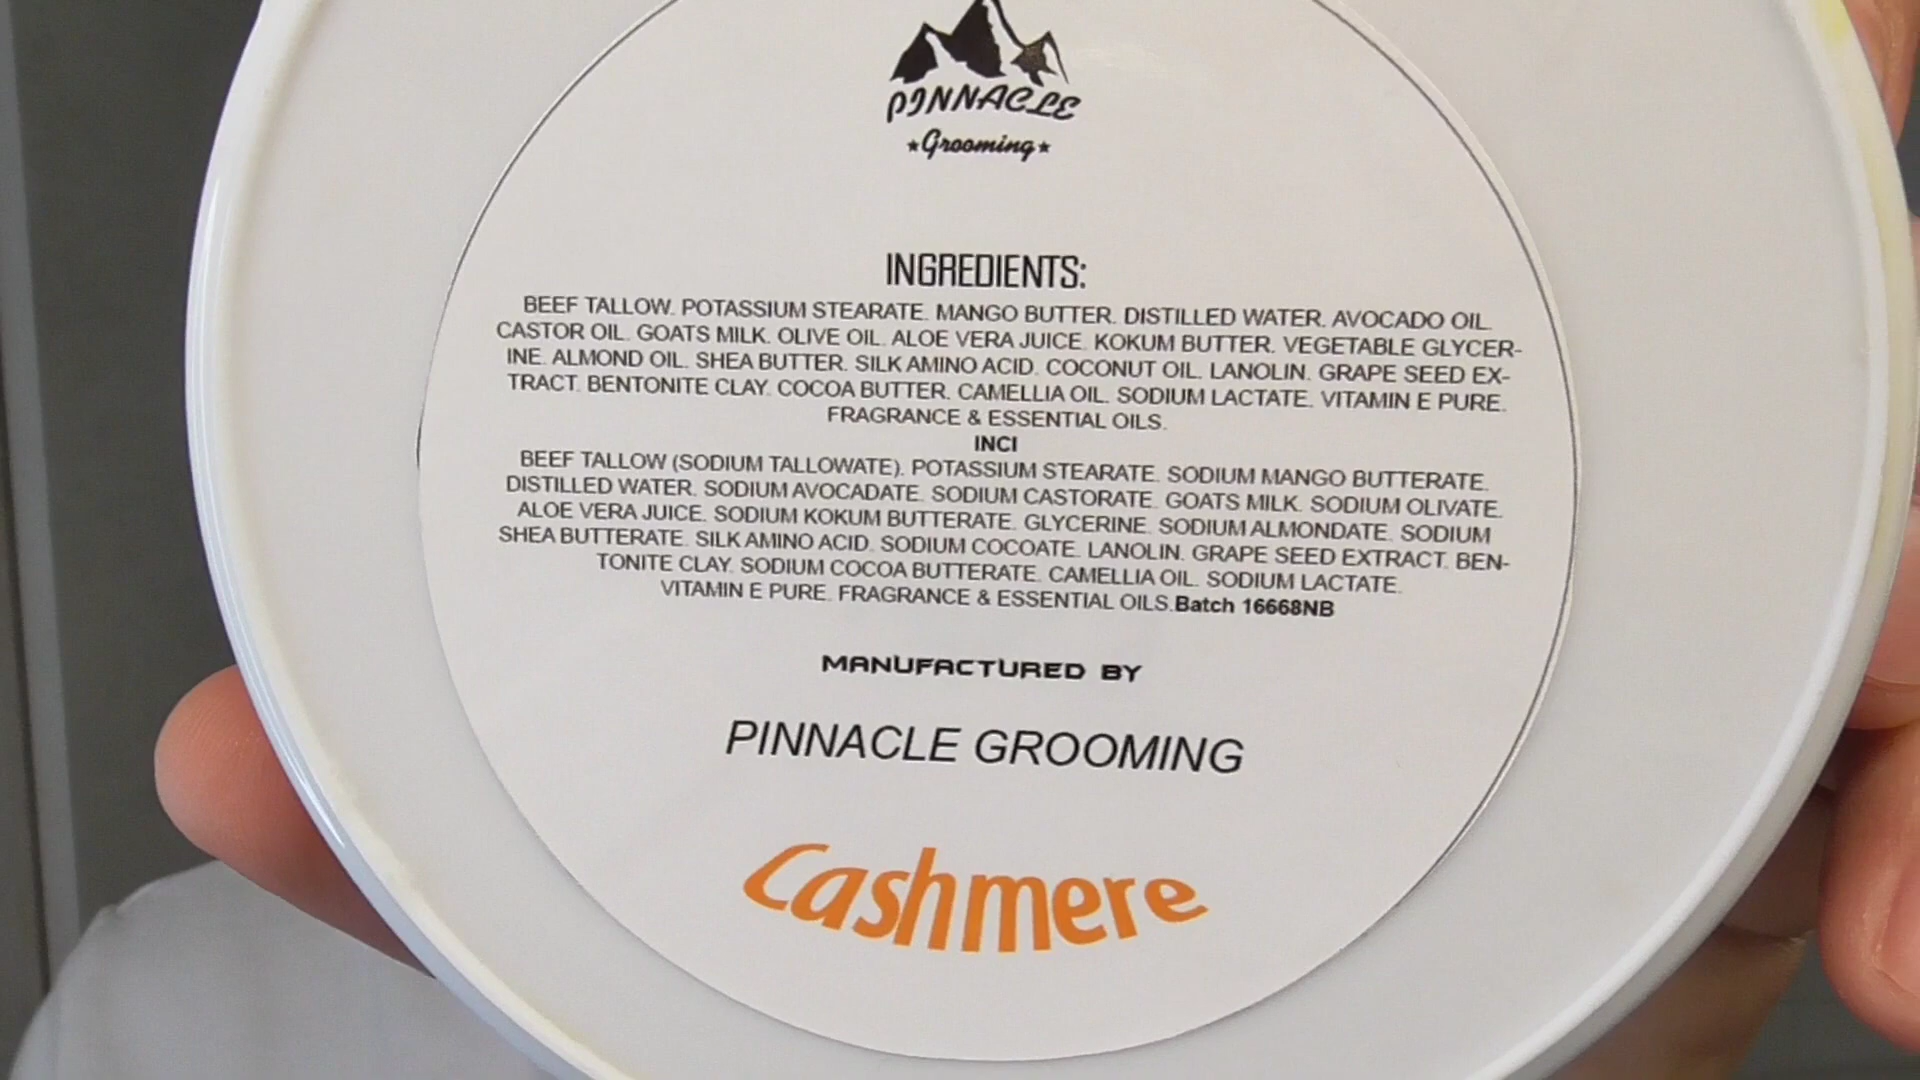 PINNACLE
Grooming
INGREDIENTS:
BEEF TALLOW. POTASSIUM STEARATE. MANGO BUTTER. DISTILLED WATER. AVOCADO OIL.
CASTOR OIL. GOATS MILK. OLIVE OIL. ALOE VERA JUICE. KOKUM BUTTER. VEGETABLE GLYCER-
INE. ALMOND OIL. SHEA BUTTER. SILK AMINO ACID. COCONUT OIL. LANOLIN. GRAPE SEED EX-
TRACT. BENTONITE CLAY. COCOA BUTTER. CAMELLIA OIL. SODIUM LACTATE. VITAMIN E PURE.
FRAGRANCE & ESSENTIAL OILS.
INCI
BEEF TALLOW (SODIUM TALLOWATE). POTASSIUM STEARATE. SODIUM MANGO BUTTERATE.
DISTILLED WATER. SODIUM AVOCADATE. SODIUM CASTORATE. GOATS MILK. SODIUM OLIVATE.
ALOE VERA JUICE. SODIUM KOKUM BUTTERATE. GLYCERINE. SODIUM ALMONDATE. SODIUM
SHEA BUTTERATE. SILK AMINO ACID. SODIUM COCOATE. LANOLIN. GRAPE SEED EXTRACT. BEN-
TONITE CLAY. SODIUM COCOA BUTTERATE. CAMELLIA OIL. SODIUM LACTATE.
VITAMIN E PURE. FRAGRANCE & ESSENTIAL OILS.Batch 16668NB
MANUFACTURED BY
PINNACLE GROOMING
Cashmere